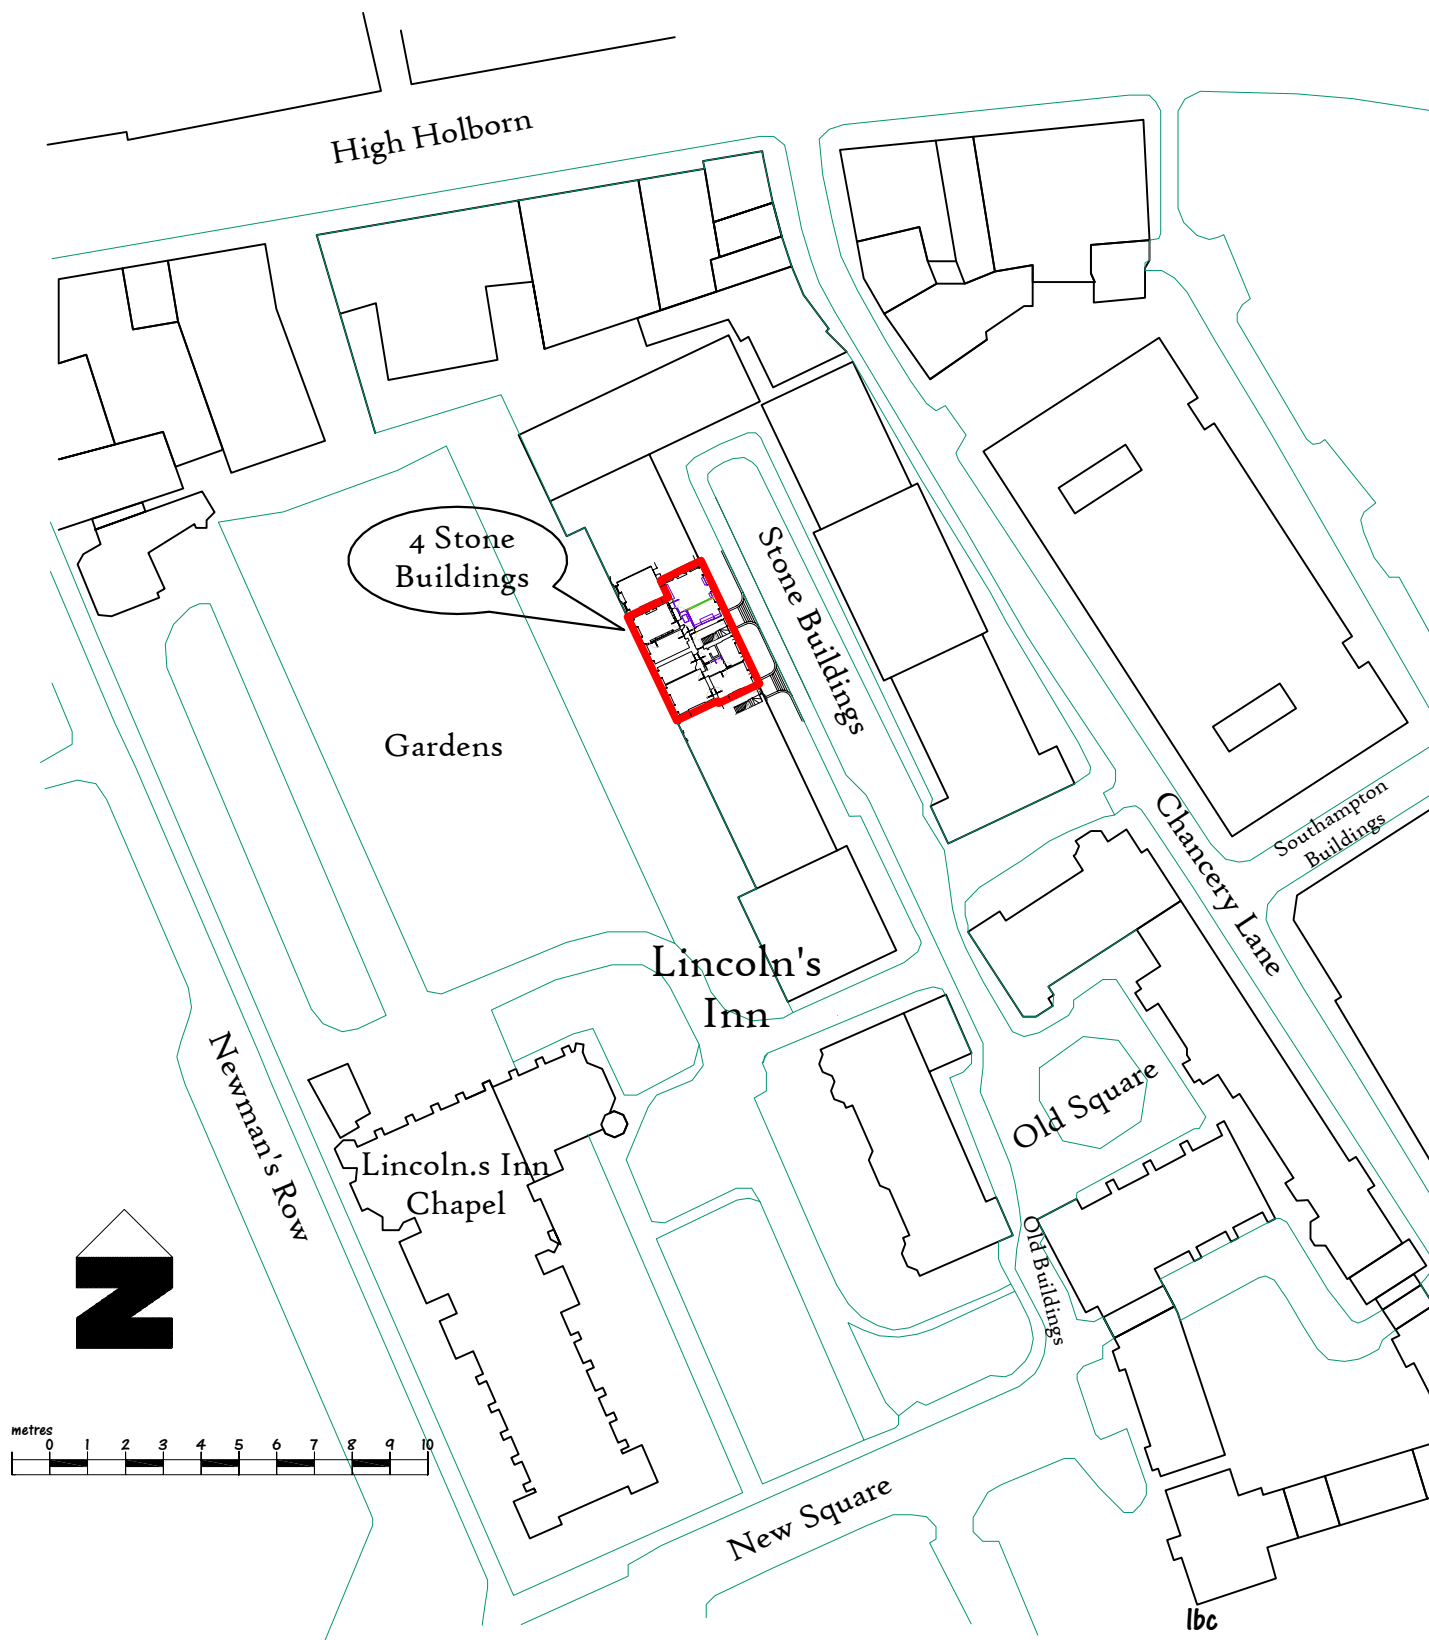 High Holborn
4 Stone
Buildings
Stone Buildings
Gardens
Southampton
Buildings
Chancery Lane
Lincoln's
Inn
Newman's Row
Old Square
Lincoln.s Inn
Chapel
Old Buildings
N
metres
0 1 2 3 4 5 6 7 8 9 10
New Square
lbc